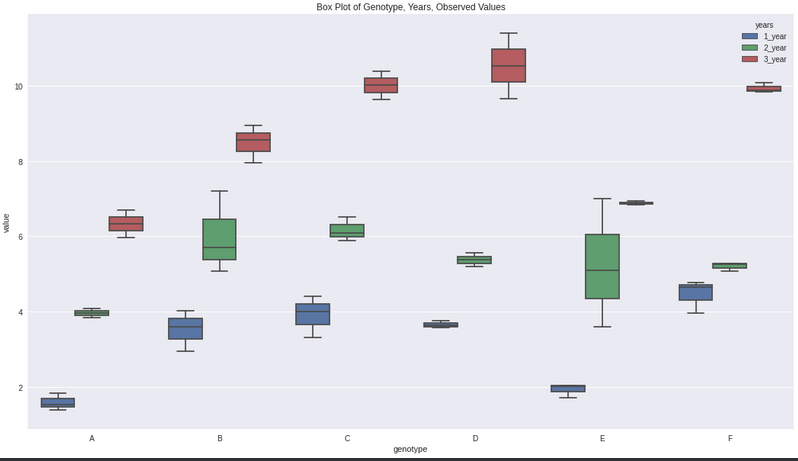 Box Plot of Genotype, Years, Observed Values
years
1_year
2_year
3_year
10
8
6
4
2
value
A B C D E F
genotype